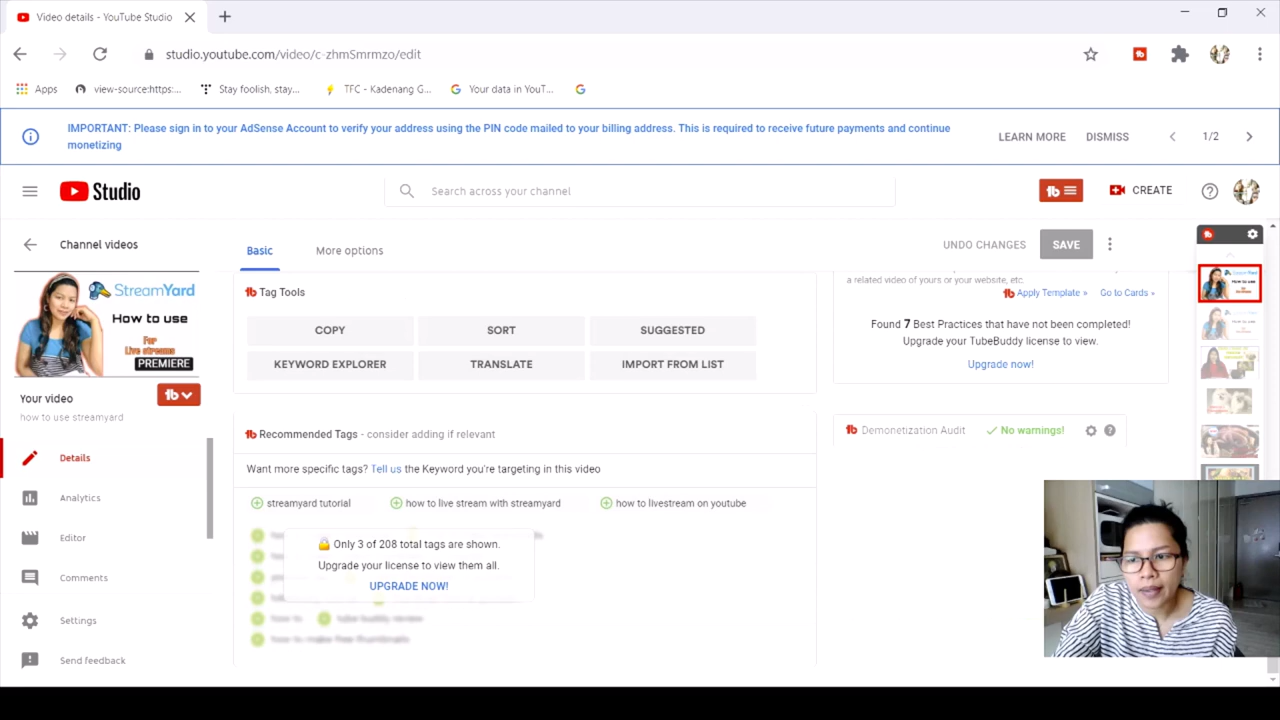 Video details - YouTube Studio
studio.youtube.com/video/c-zhmSmrmzo/edit
Apps
view-source:https:...
Stay foolish, stay...
TFC - Kadenang G...
Your data in YouT...
IMPORTANT: Please sign in to your AdSense Account to verify your address using the PIN code mailed to your billing address. This is required to receive future payments and continue
monetizing
LEARN MORE
DISMISS
1/2
Studio
Search across your channel
CREATE
Channel videos
Basic
More options
UNDO CHANGES
SAVE
StreamYard
How to use
For
Live streams
PREMIERE
Your video
how to use streamyard
Details
Analytics
Editor
Comments
Settings
Send feedback
Tag Tools
COPY
SORT
SUGGESTED
KEYWORD EXPLORER
TRANSLATE
IMPORT FROM LIST
Recommended Tags - consider adding if relevant
Want more specific tags? Tell us the Keyword you're targeting in this video
streamyard tutorial
how to live stream with streamyard
how to livestream on youtube
Only 3 of 208 total tags are shown.
Upgrade your license to view them all.
UPGRADE NOW!
a related video of yours or your website, etc.
Apply Template »
Go to Cards »
Found 7 Best Practices that have not been completed!
Upgrade your TubeBuddy license to view.
Upgrade now!
Demonetization Audit
No warnings!